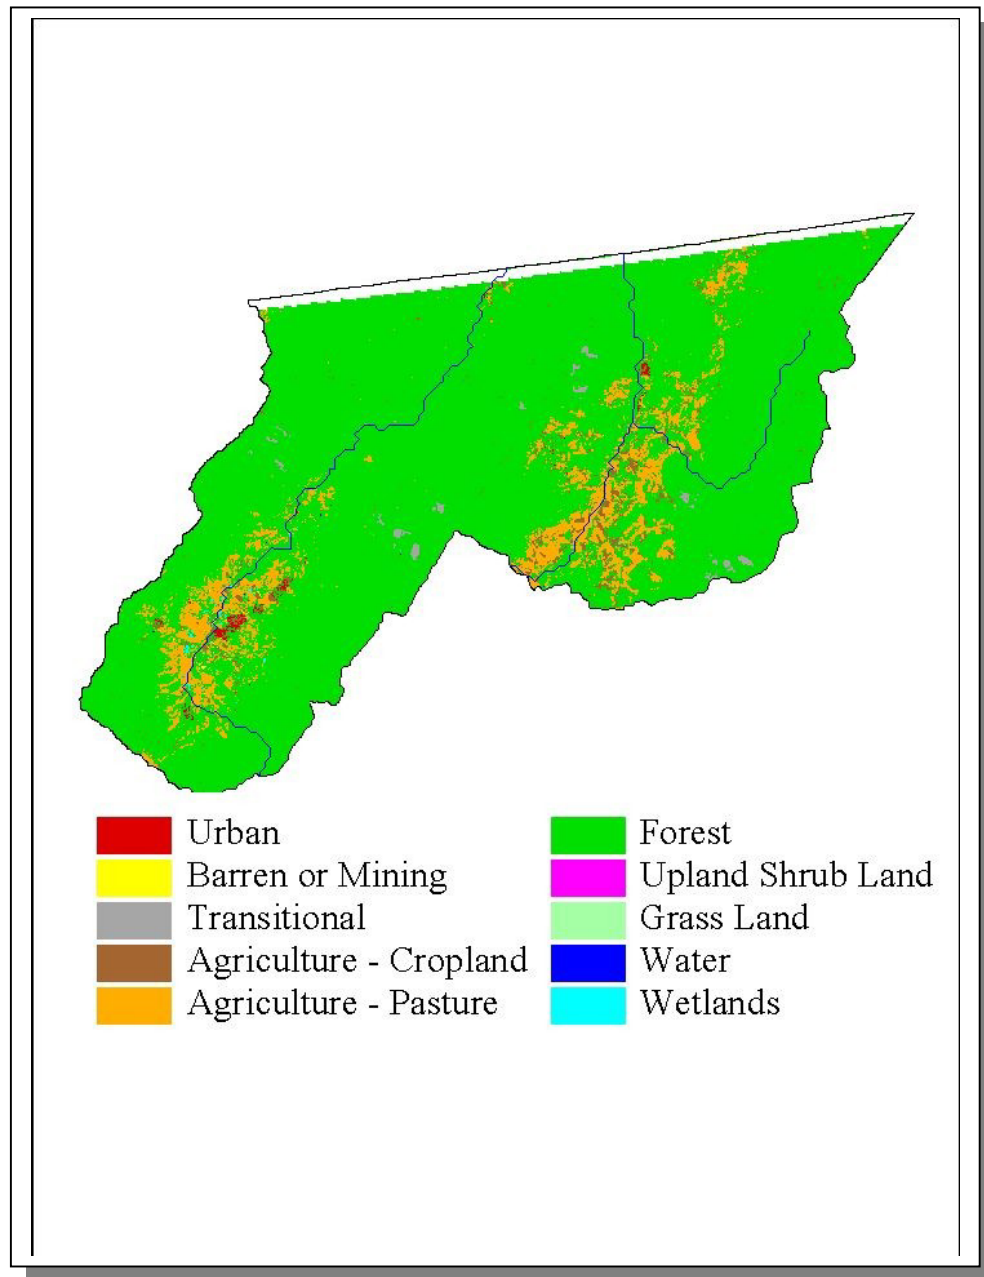 Urban
Barren or Mining
Transitional
Agriculture - Cropland
Agriculture - Pasture
Forest
Upland Shrub Land
Grass Land
Water
Wetlands